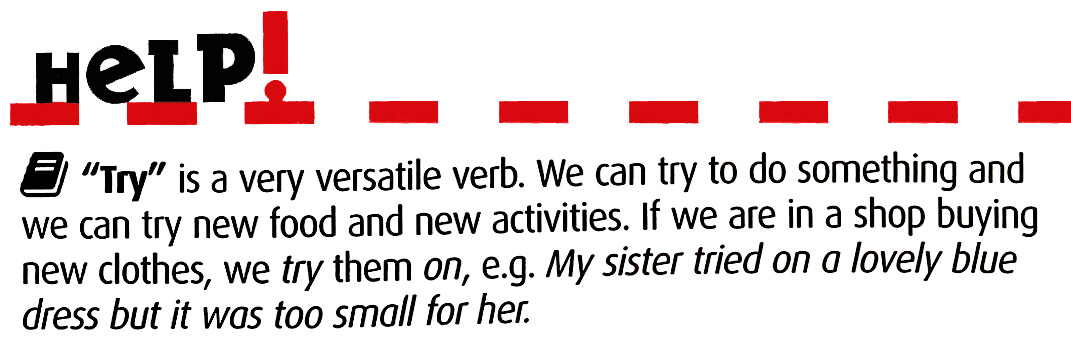 HeLP!
"Try" is a very versatile verb. We can try to do something and
we can try new food and new activities. If we are in a shop buying
new clothes, we try them on, e.g. My sister tried on a lovely blue
dress but it was too small for her.